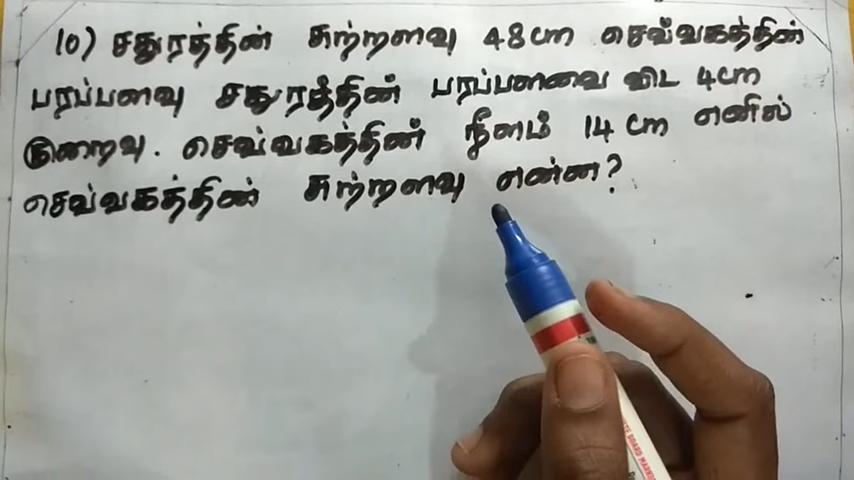 10) சதுரத்தின் சுற்றளவு 48cm செவ்வகத்தின்
பரப்பளவு சதுரத்தின் பரப்பளவை விட 4cm
குறைவு. செவ்வகத்தின் நீளம் 14 cm எனில்
செவ்வகத்தின் சுற்றளவு என்ன?